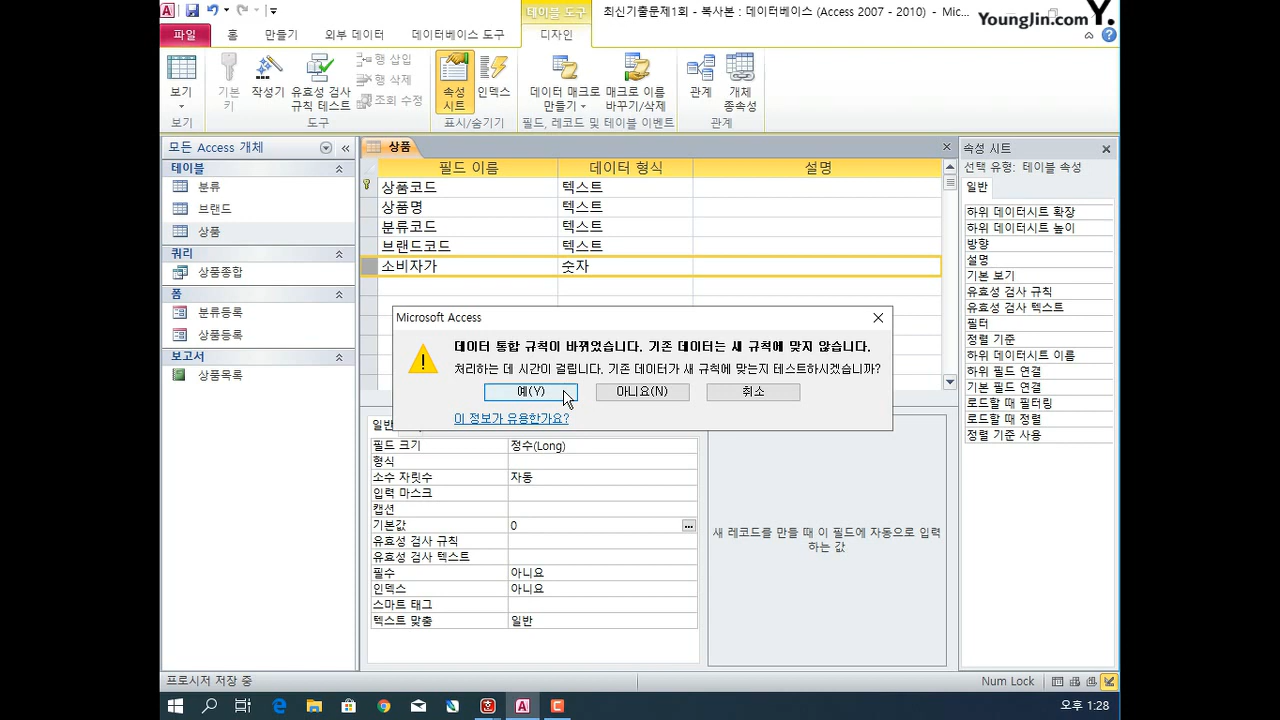 테이블 도구
최신기출문제1회 - 복사본 : 데이터베이스 (Access 2007 - 2010) - Mic...
YoungJin.com Y.
파일
홈
만들기
외부 데이터
데이터베이스 도구
디자인
보기
기본
키
작성기
유효성 검사
규칙 테스트
행 삽입
행 삭제
조회 수정
속성
시트
인덱스
데이터 매크로
만들기
매크로 이름
바꾸기/삭제
관계
개체
종속성
보기
도구
표시/숨기기
필드, 레코드 및 테이블 이벤트
관계
모든 Access 개체
테이블
분류
브랜드
상품
쿼리
상품종합
폼
분류등록
상품등록
보고서
상품목록
상품
필드 이름 데이터 형식 설명
상품코드 텍스트
상품명 텍스트
분류코드 텍스트
브랜드코드 텍스트
소비자가 숫자
Microsoft Access
데이터 통합 규칙이 바뀌었습니다. 기존 데이터는 새 규칙에 맞지 않습니다.
처리하는 데 시간이 걸립니다. 기존 데이터가 새 규칙에 맞는지 테스트하시겠습니까?
예(Y) 아니요(N) 취소
이 정보가 유용한가요?
일반
필드 크기 정수(Long)
형식
소수 자릿수 자동
입력 마스크
캡션
기본값 0
유효성 검사 규칙
유효성 검사 텍스트
필수 아니요
인덱스 아니요
스마트 태그
텍스트 맞춤 일반
새 레코드를 만들 때 이 필드에 자동으로 입력
하는 값
속성 시트
선택 유형: 테이블 속성
일반
하위 데이터시트 확장
하위 데이터시트 높이
방향
설명
기본 보기
유효성 검사 규칙
유효성 검사 텍스트
필터
정렬 기준
하위 데이터시트 이름
하위 필드 연결
기본 필드 연결
로드할 때 필터링
로드할 때 정렬
정렬 기준 사용
프로시저 저장 중
Num Lock
오후 1:28